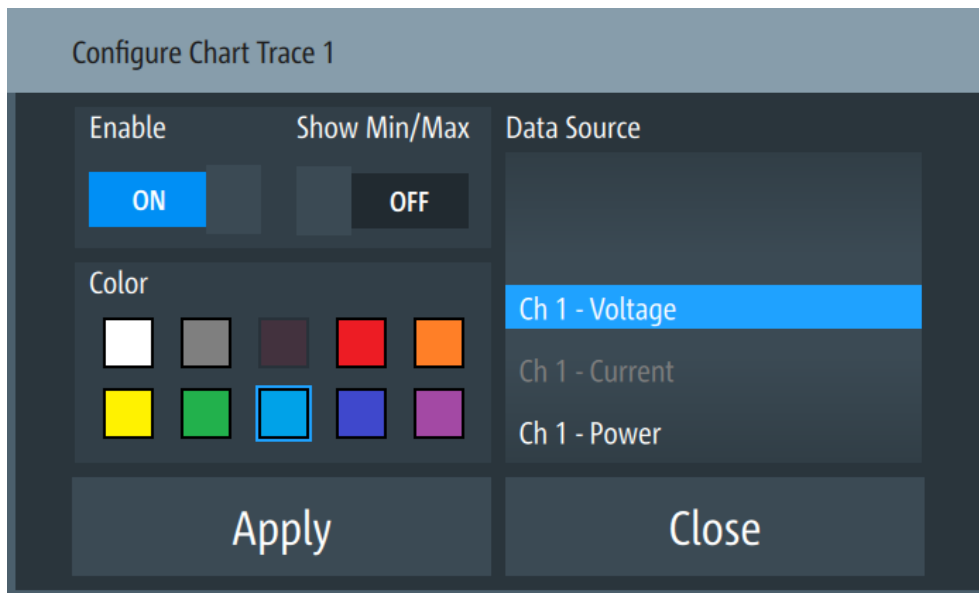 Configure Chart Trace 1
Enable
Show Min/Max
ON
OFF
Color
Data Source
Ch 1 - Voltage
Ch 1 - Current
Ch 1 - Power
Apply
Close